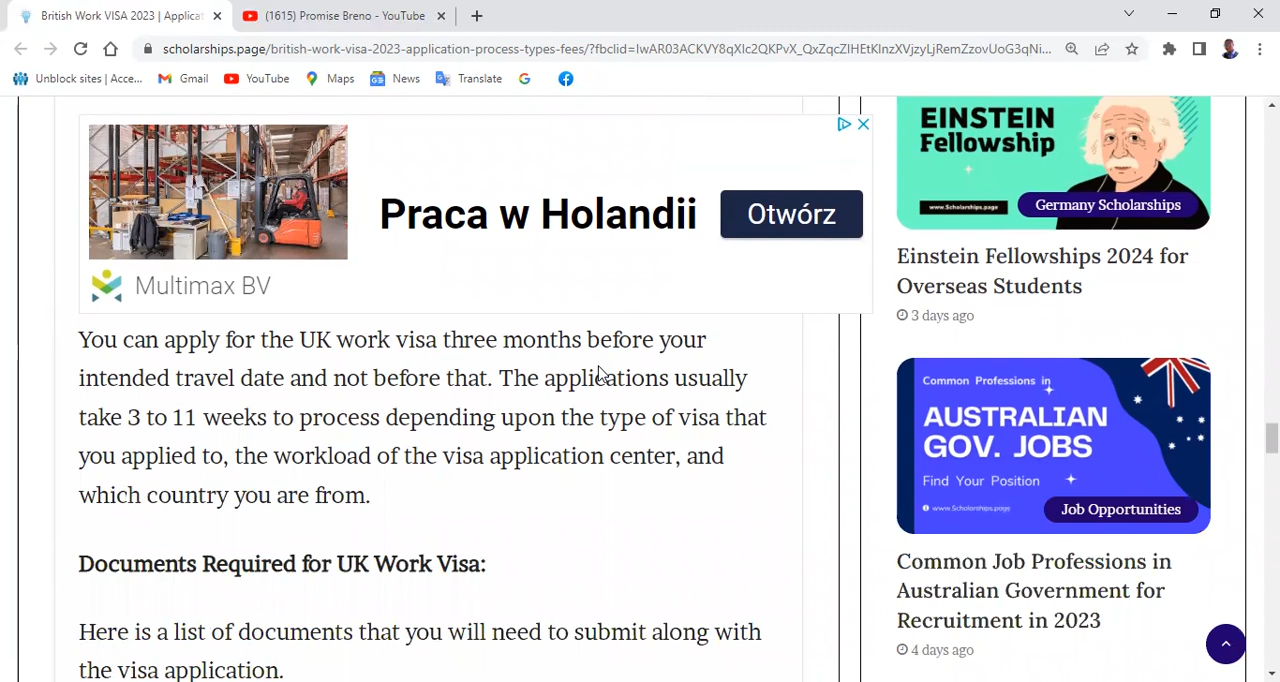 British Work VISA 2023 | Applicat
(1615) Promise Breno - YouTube
scholarships.page/british-work-visa-2023-application-process-types-fees/?fbclid=IwAR03ACKVY8qXIc2QKPvX_QxZqcZIHEtKInzXVjzyLjRemZzovUoG3qNi...
Unblock sites | Acce...
Gmail
YouTube
Maps
News
Translate
Praca w Holandii
Otwórz
Multimax BV
You can apply for the UK work visa three months before your
intended travel date and not before that. The applications usually
take 3 to 11 weeks to process depending upon the type of visa that
you applied to, the workload of the visa application center, and
which country you are from.
Documents Required for UK Work Visa:
Here is a list of documents that you will need to submit along with
the visa application.
EINSTEIN
Fellowship
www.Scholarships.page
Germany Scholarships
Einstein Fellowships 2024 for
Overseas Students
3 days ago
Common Professions in
AUSTRALIAN
GOV. JOBS
Find Your Position
www.Scholarships.page
Job Opportunities
Common Job Professions in
Australian Government for
Recruitment in 2023
4 days ago